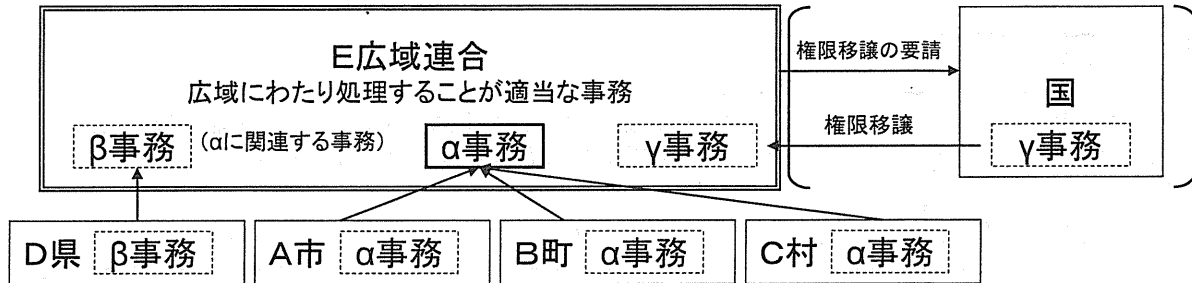 E広域連合
広域にわたり処理することが適当な事務
β事務 (αに関連する事務) α事務 γ事務
権限移譲の要請
権限移譲
国
γ事務
D県 β事務 A市 α事務 B町 α事務 C村 α事務